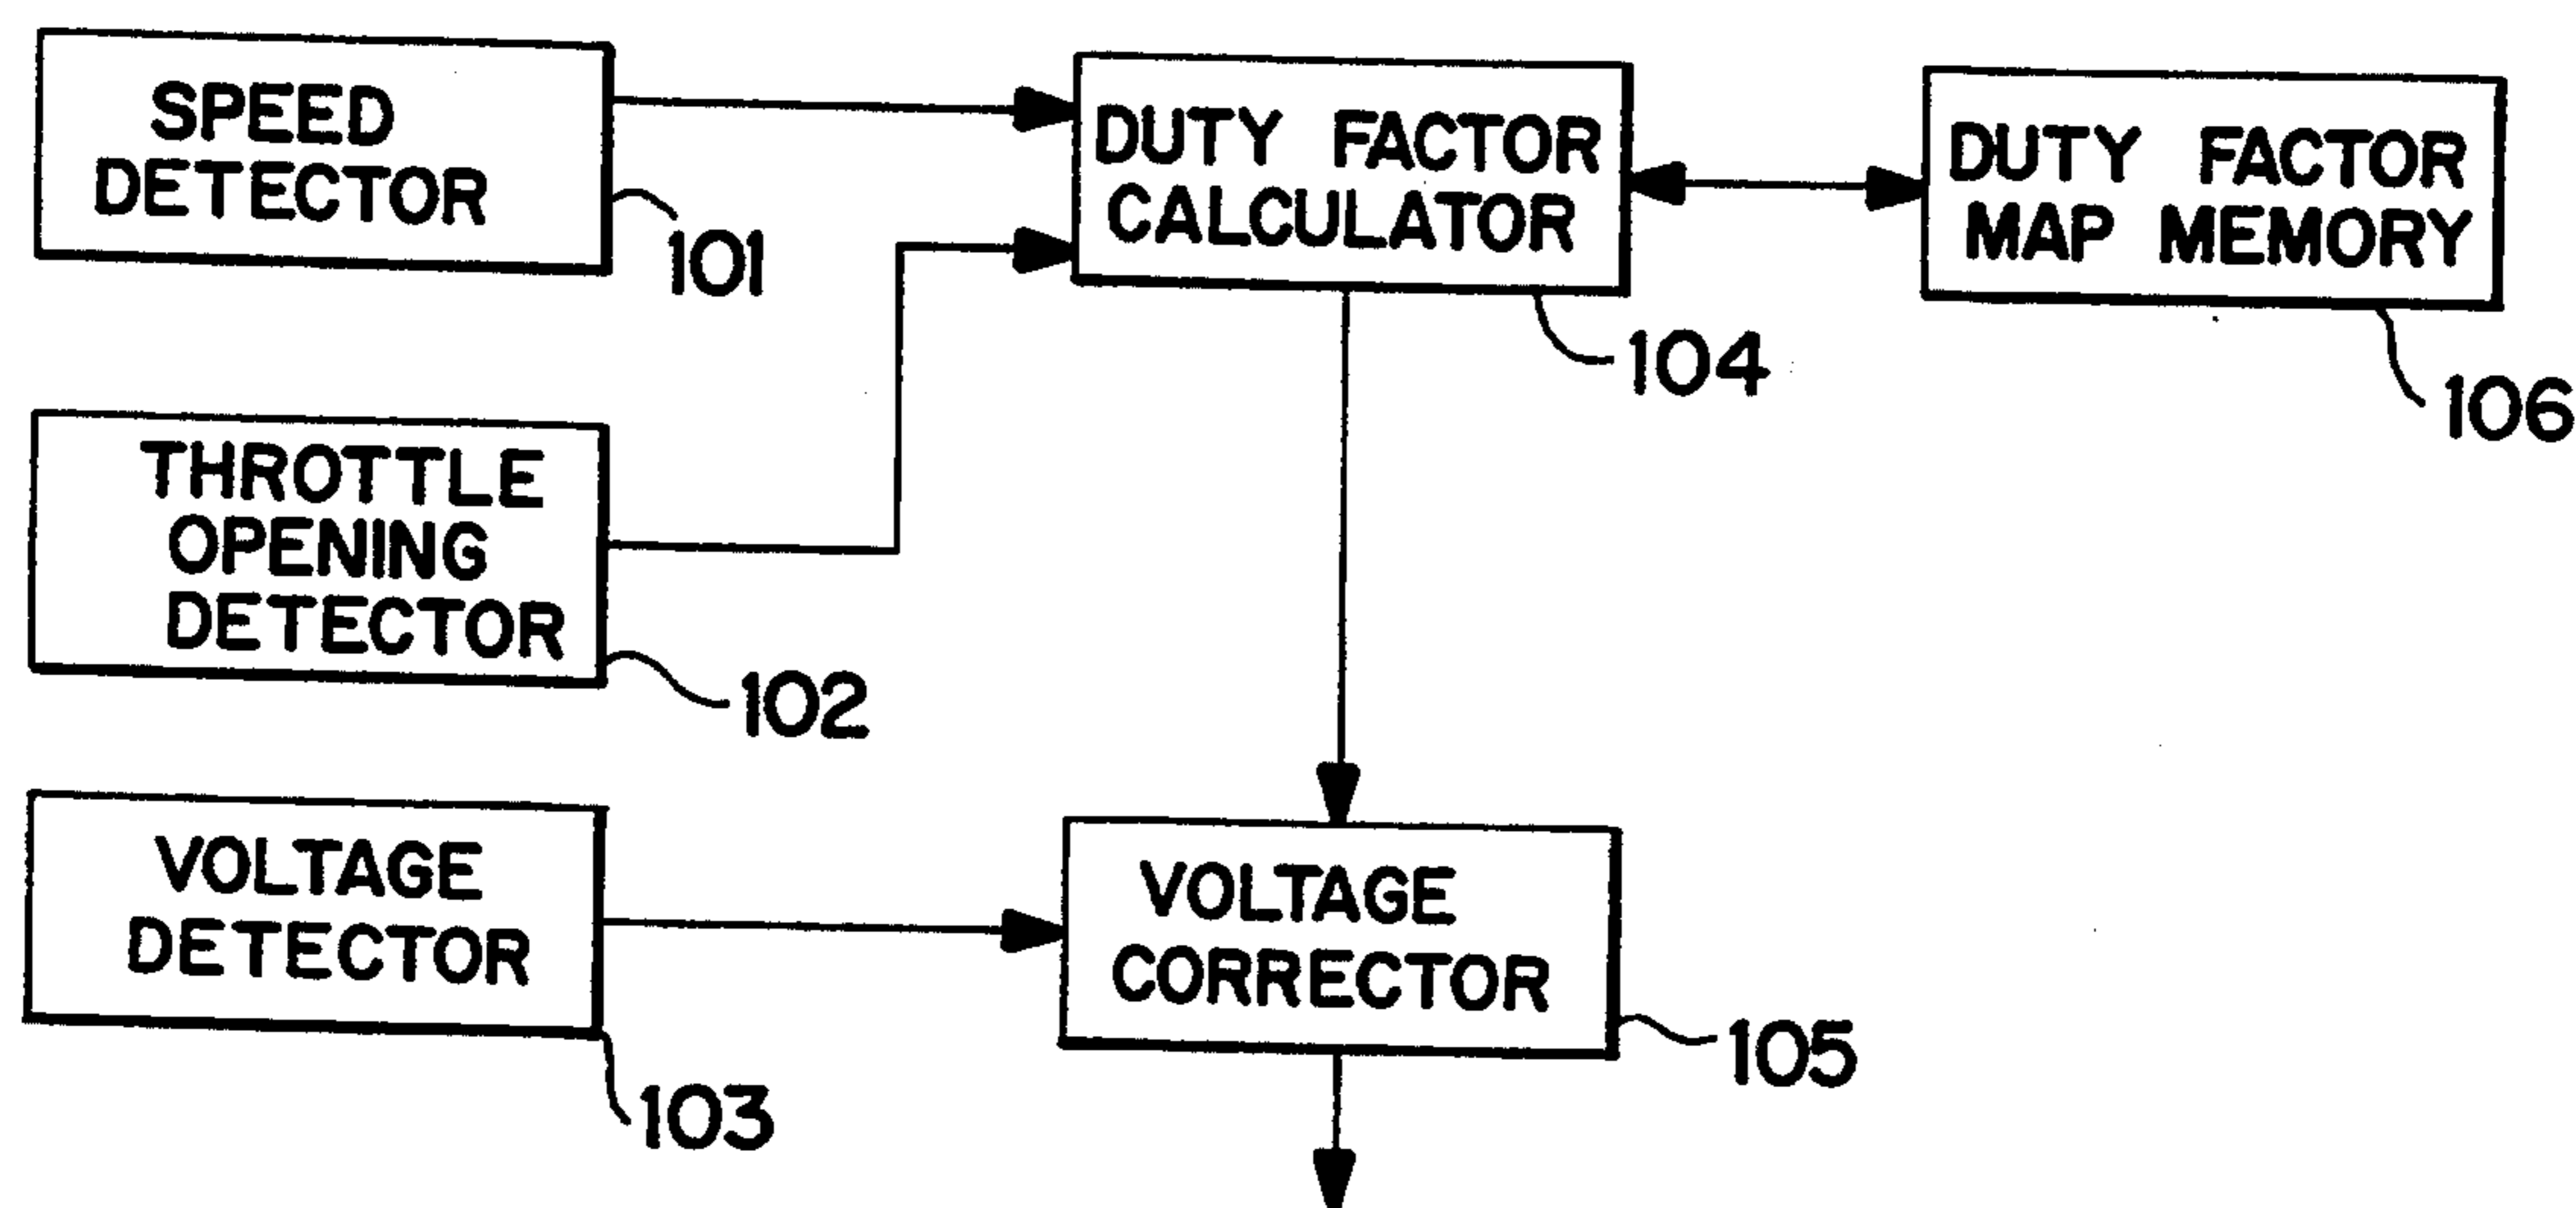 SPEED
DETECTOR
101
DUTY FACTOR
CALCULATOR
104
DUTY FACTOR
MAP MEMORY
106
THROTTLE
OPENING
DETECTOR
102
VOLTAGE
DETECTOR
103
VOLTAGE
CORRECTOR
105